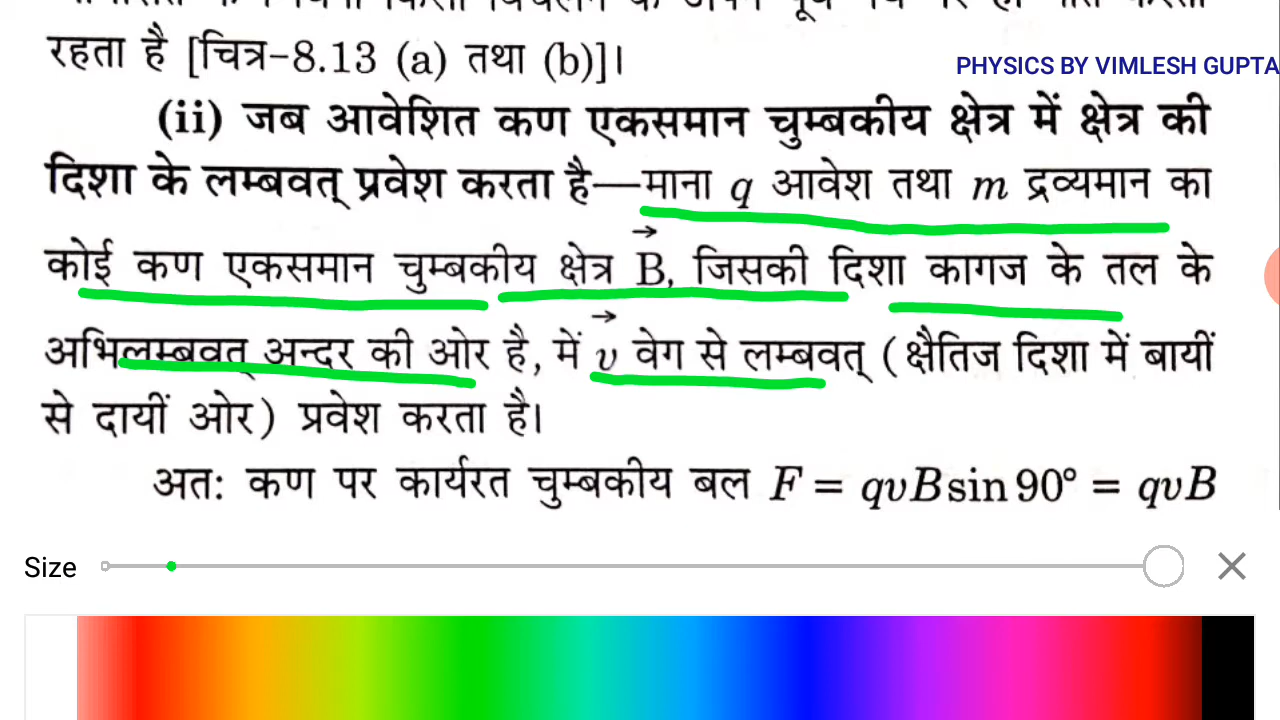 रहता है [चित्र-8.13 (a) तथा (b)]।
PHYSICS BY VIMLESH GUPTA
(ii) जब आवेशित कण एकसमान चुम्बकीय क्षेत्र में क्षेत्र की
दिशा के लम्बवत् प्रवेश करता है—माना q आवेश तथा m द्रव्यमान का
कोई कण एकसमान चुम्बकीय क्षेत्र B⃗, जिसकी दिशा कागज के तल के
अभिलम्बवत् अन्दर की ओर है, में v⃗ वेग से लम्बवत् (क्षैतिज दिशा में बायीं
से दायीं ओर) प्रवेश करता है।
अतः कण पर कार्यरत चुम्बकीय बल F = qvB sin 90° = qvB
Size